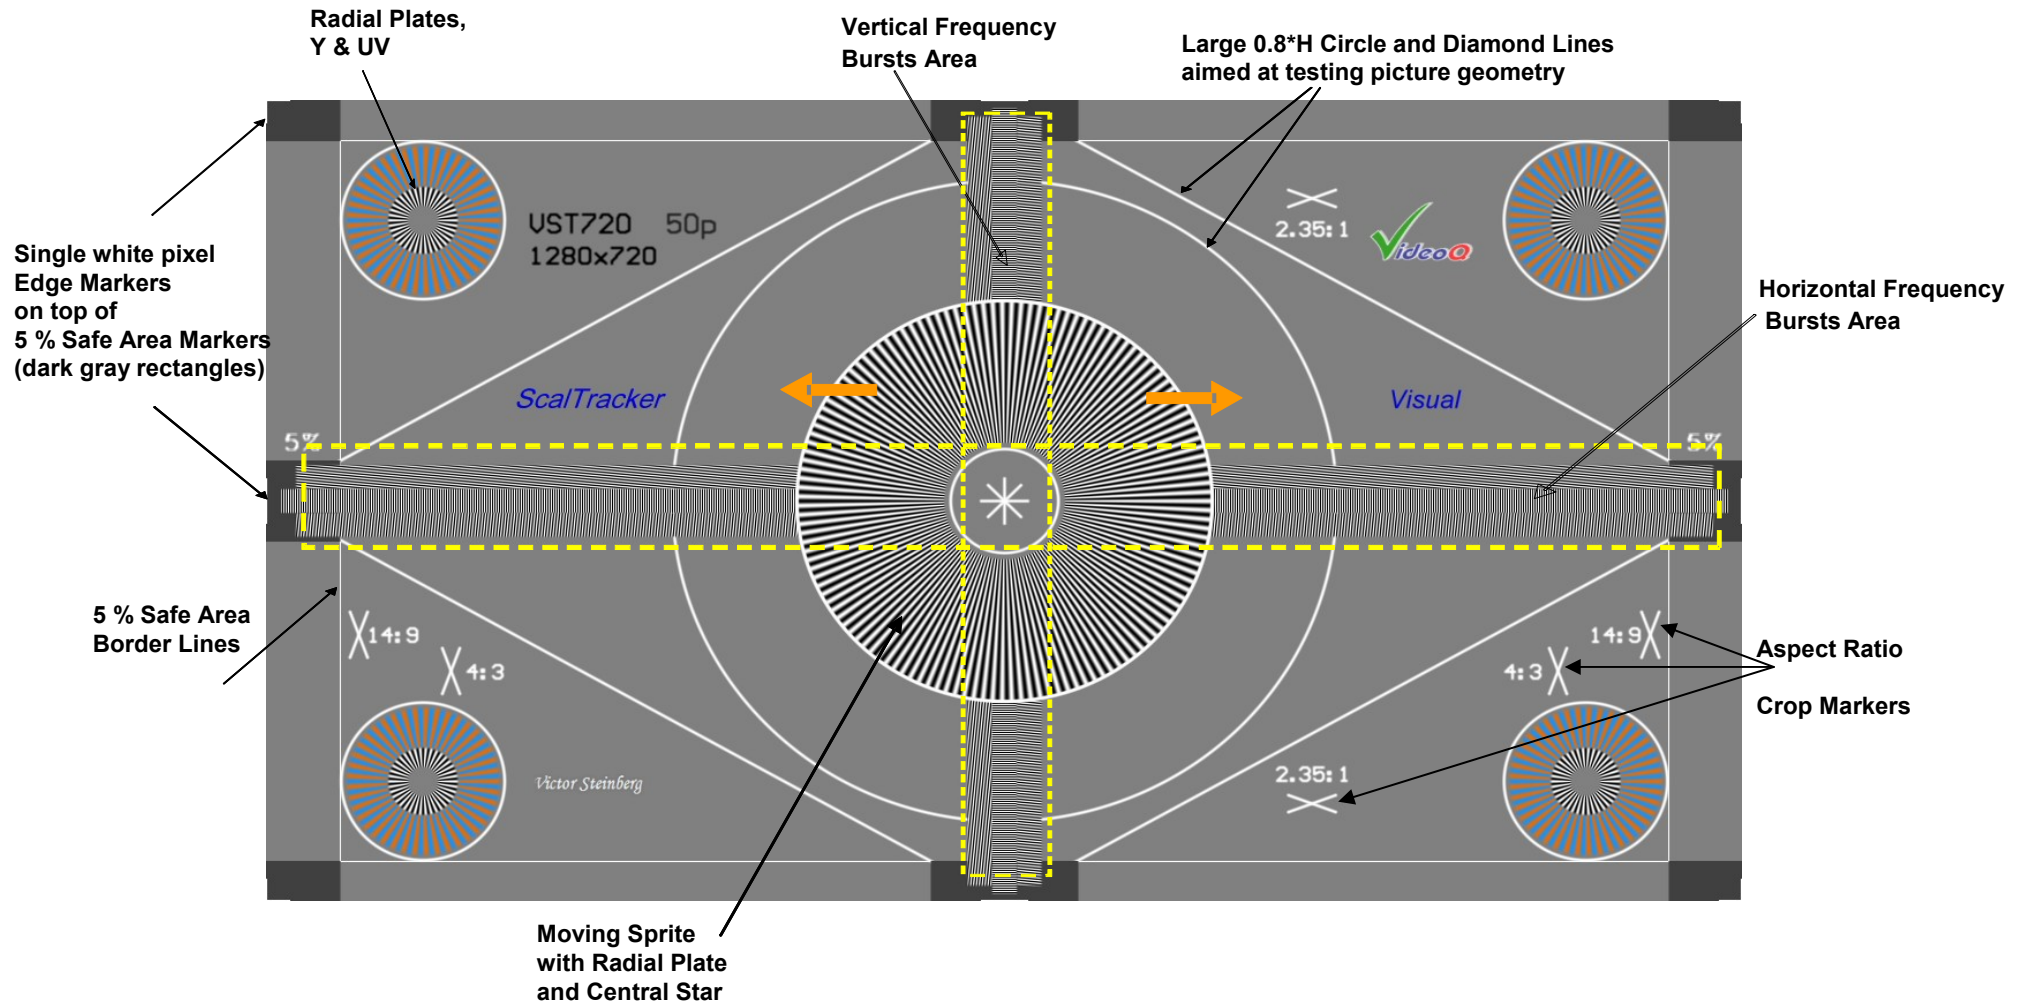 Radial Plates,
Y & UV
Vertical Frequency
Bursts Area
Large 0.8*H Circle and Diamond Lines
aimed at testing picture geometry
Single white pixel
Edge Markers
on top of
5 % Safe Area Markers
(dark gray rectangles)
VST720 50p
1280x720
2.35:1
VideoQ
Horizontal Frequency
Bursts Area
ScalTracker
Visual
5%
5%
5 % Safe Area
Border Lines
14:9
4:3
14:9
4:3
Aspect Ratio
Crop Markers
2.35:1
Victor Steinberg
Moving Sprite
with Radial Plate
and Central Star